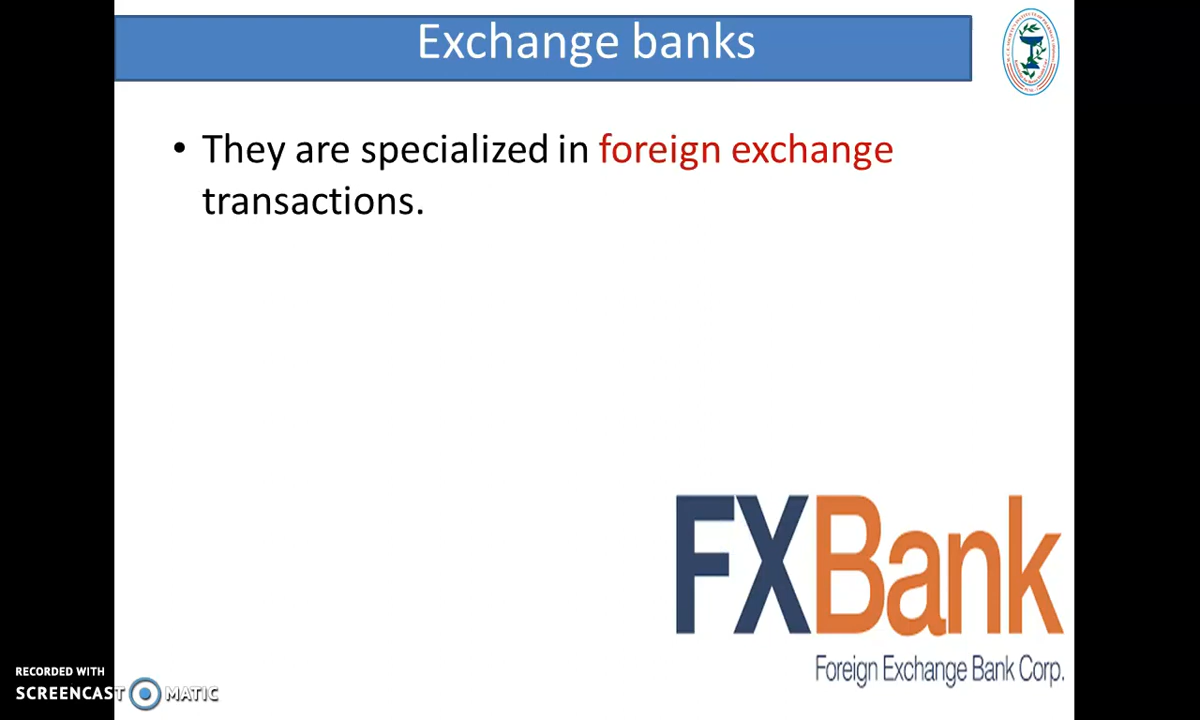 Exchange banks
• They are specialized in foreign exchange
transactions.
FXBank
Foreign Exchange Bank Corp.
RECORDED WITH
SCREENCAST MATIC